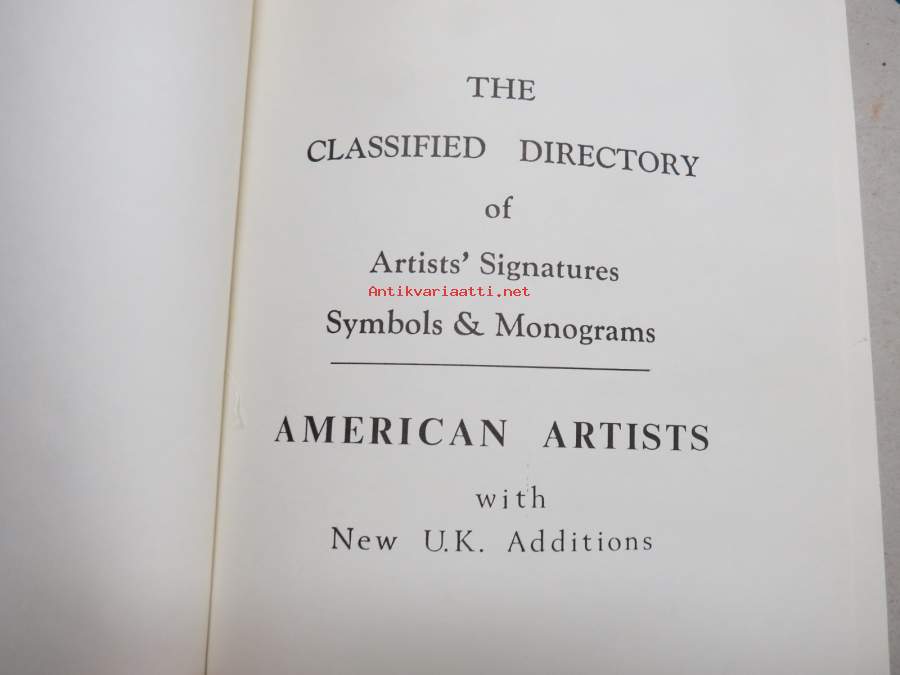 THE
CLASSIFIED DIRECTORY
of
Artists' Signatures
Antikvariaatti.net
Symbols & Monograms
AMERICAN ARTISTS
with
New U.K. Additions